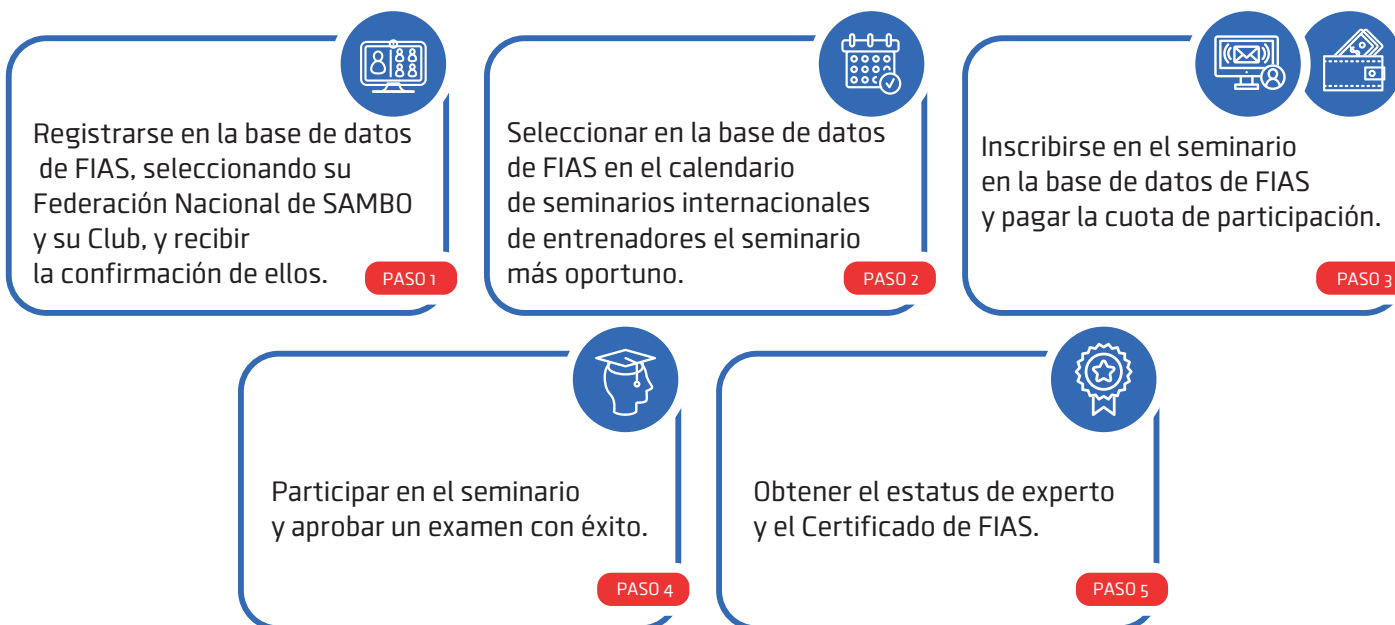 Registrarse en la base de datos
de FIAS, seleccionando su
Federación Nacional de SAMBO
y su Club, y recibir
la confirmación de ellos.
PASO 1
Seleccionar en la base de datos
de FIAS en el calendario
de seminarios internacionales
de entrenadores el seminario
más oportuno.
PASO 2
Inscribirse en el seminario
en la base de datos de FIAS
y pagar la cuota de participación.
PASO 3
Participar en el seminario
y aprobar un examen con éxito.
PASO 4
Obtener el estatus de experto
y el Certificado de FIAS.
PASO 5